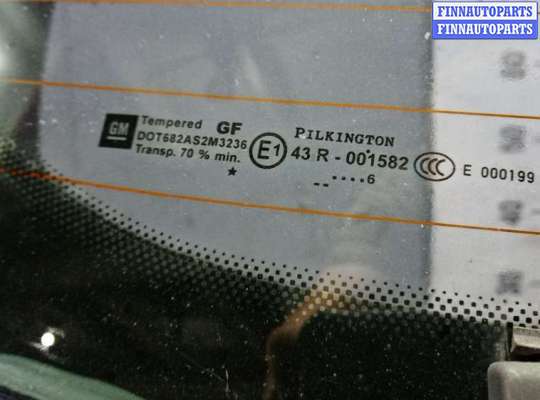 FINNAUTOPARTS
FINNAUTOPARTS
GM
Tempered GF
DOT682AS2M3236
Transp. 70 % min.
E1
PILKINGTON
43 R - 001582
CCC
E 000199
6